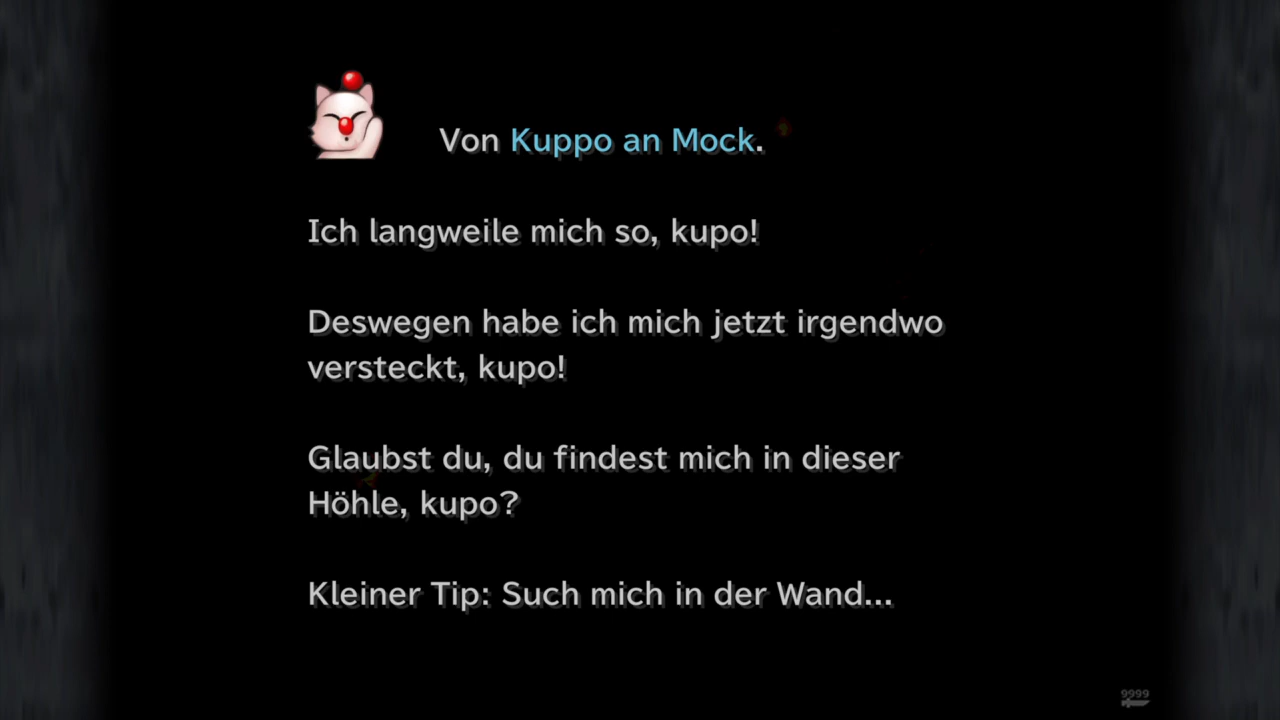 Von Kuppo an Mock.
Ich langweile mich so, kupo!
Deswegen habe ich mich jetzt irgendwo
versteckt, kupo!
Glaubst du, du findest mich in dieser
Höhle, kupo?
Kleiner Tip: Such mich in der Wand...
9999